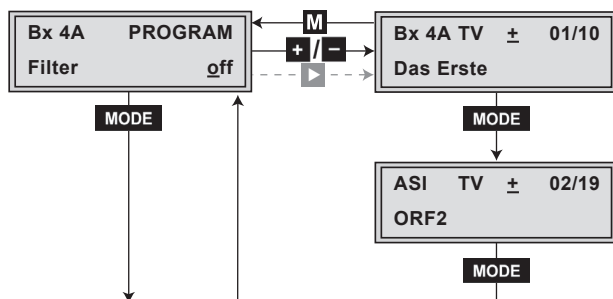 Bx 4A PROGRAM
Filter off
M
+ / −
Bx 4A TV + 01/10
Das Erste
MODE
MODE
ASI TV + 02/19
ORF2
MODE